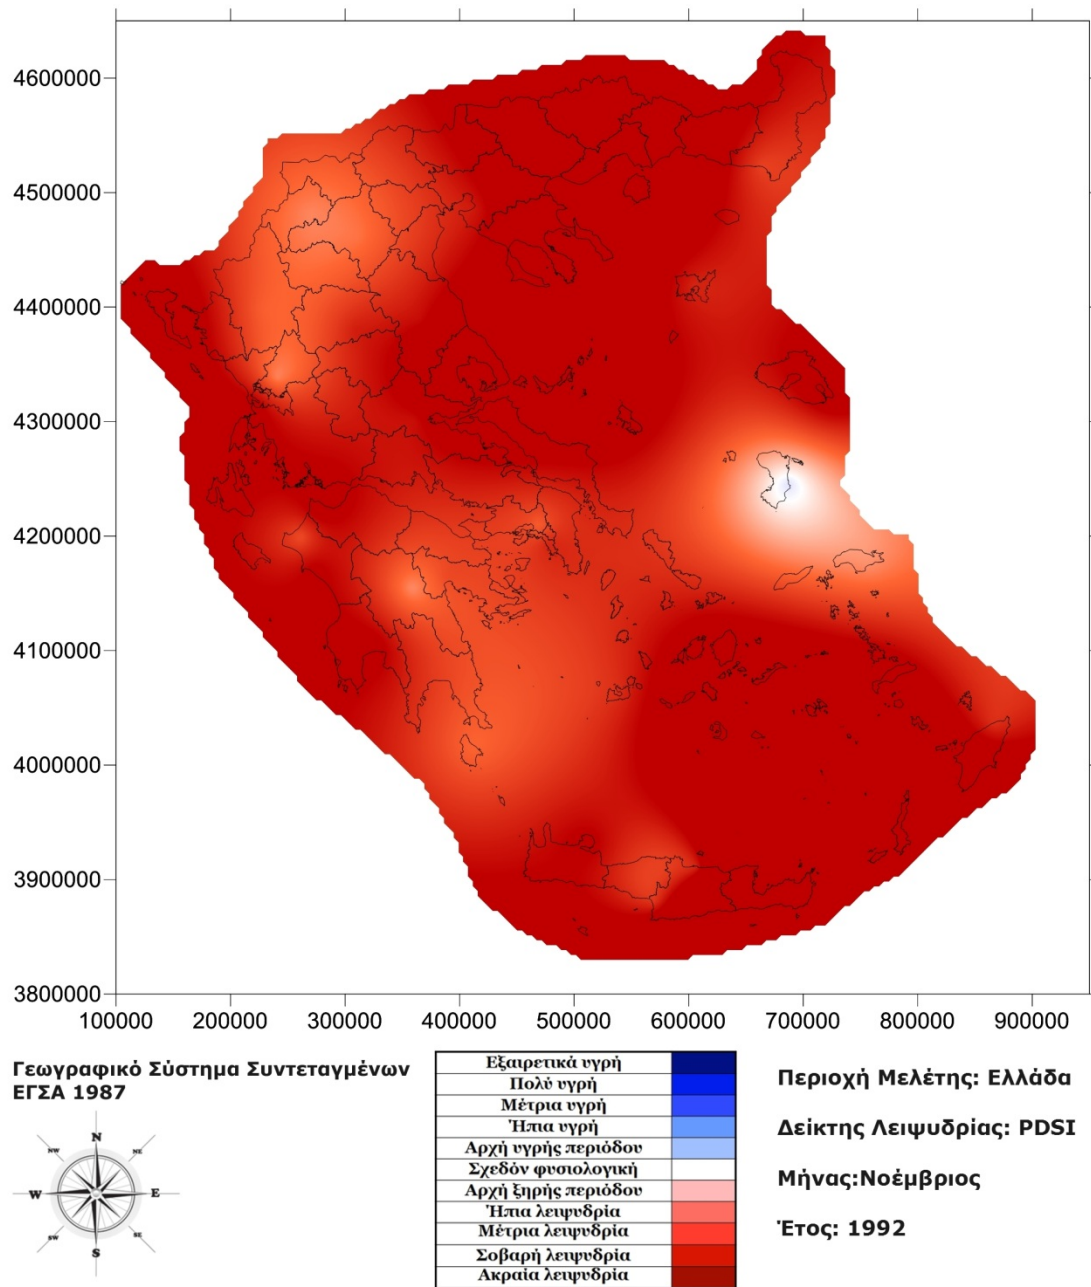 4600000
4500000
4400000
4300000
4200000
4100000
4000000
3900000
3800000
100000 200000 300000 400000 500000 600000 700000 800000 900000
Γεωγραφικό Σύστημα Συντεταγμένων
ΕΓΣΑ 1987
N
NW NE
W E
SW SE
S
Εξαιρετικά υγρή
Πολύ υγρή
Μέτρια υγρή
Ήπια υγρή
Αρχή υγρής περιόδου
Σχεδόν φυσιολογική
Αρχή ξηρής περιόδου
Ήπια λειψυδρία
Μέτρια λειψυδρία
Σοβαρή λειψυδρία
Ακραία λειψυδρία
Περιοχή Μελέτης: Ελλάδα
Δείκτης Λειψυδρίας: PDSI
Μήνας:Νοέμβριος
Έτος: 1992